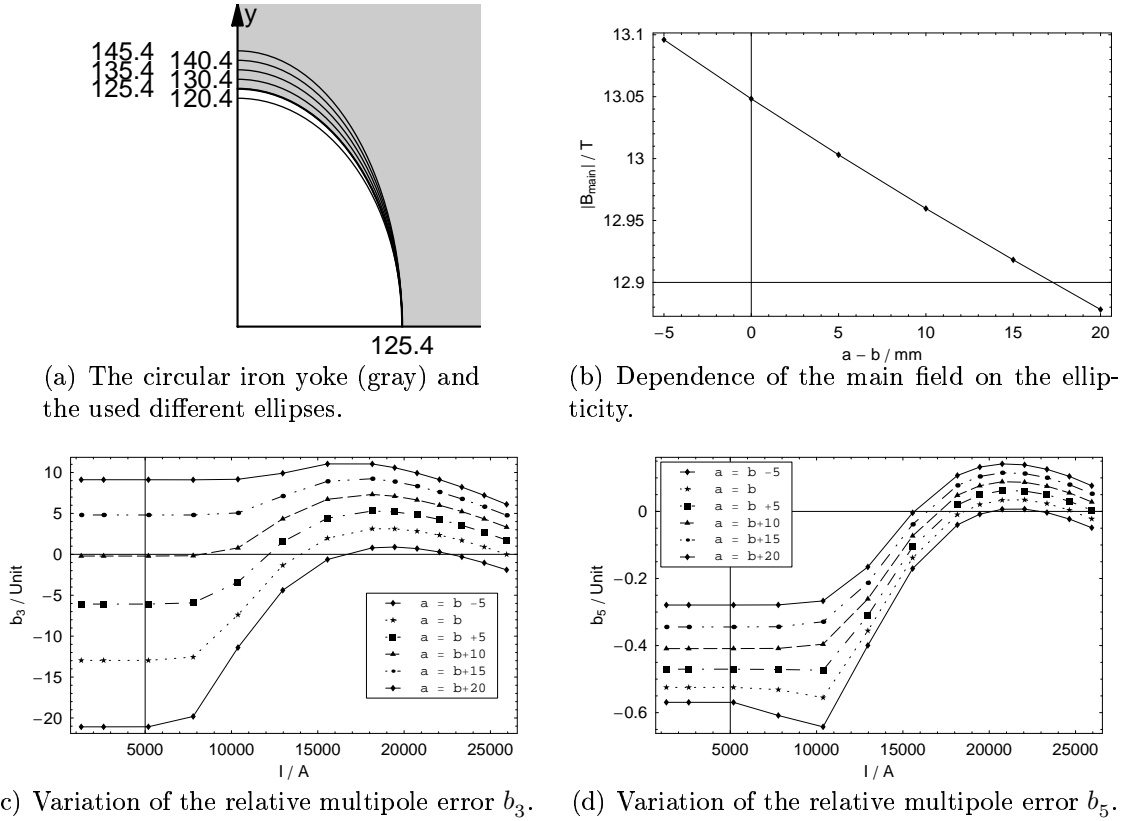 y
145.4
140.4
135.4
130.4
125.4
120.4
125.4
(a) The circular iron yoke (gray) and
the used different ellipses.
13.1
13.05
13
12.95
12.9
|B_main| / T
−5 0 5 10 15 20
a − b / mm
(b) Dependence of the main field on the ellip-
ticity.
10
5
0
−5
−10
−15
−20
b₃ / Unit
a = b -5
a = b
a = b +5
a = b+10
a = b+15
a = b+20
5000 10000 15000 20000 25000
I / A
c) Variation of the relative multipole error b₃.
a = b -5
a = b
a = b +5
a = b+10
a = b+15
a = b+20
0
−0.2
−0.4
−0.6
b₅ / Unit
5000 10000 15000 20000 25000
I / A
(d) Variation of the relative multipole error b₅.